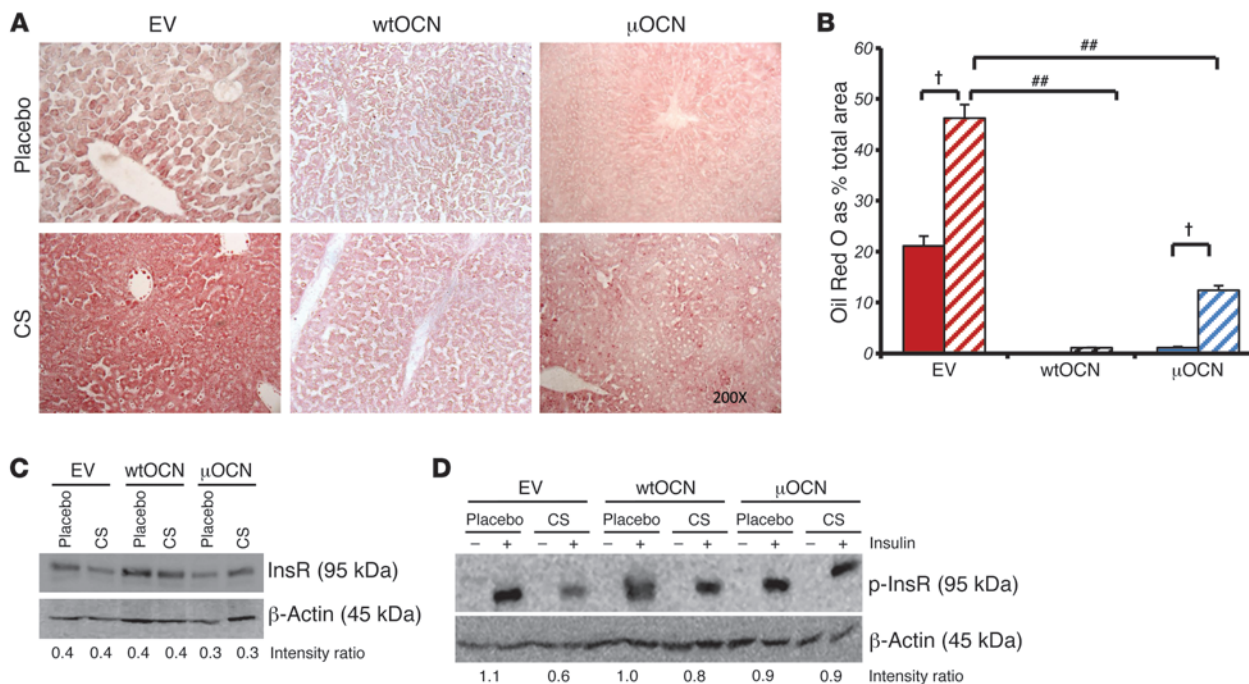 A
EV
wtOCN
μOCN
Placebo
CS
200X
B
Oil Red O as % total area
60
50
40
30
20
10
0
†
##
##
†
EV
wtOCN
μOCN
C
EV
wtOCN
μOCN
Placebo
CS
Placebo
CS
Placebo
CS
InsR (95 kDa)
β-Actin (45 kDa)
0.4 0.4 0.4 0.4 0.3 0.3 Intensity ratio
D
EV
wtOCN
μOCN
Placebo CS Placebo CS Placebo CS
– + – + – + – + – + – + Insulin
p-InsR (95 kDa)
β-Actin (45 kDa)
1.1 0.6 1.0 0.8 0.9 0.9 Intensity ratio